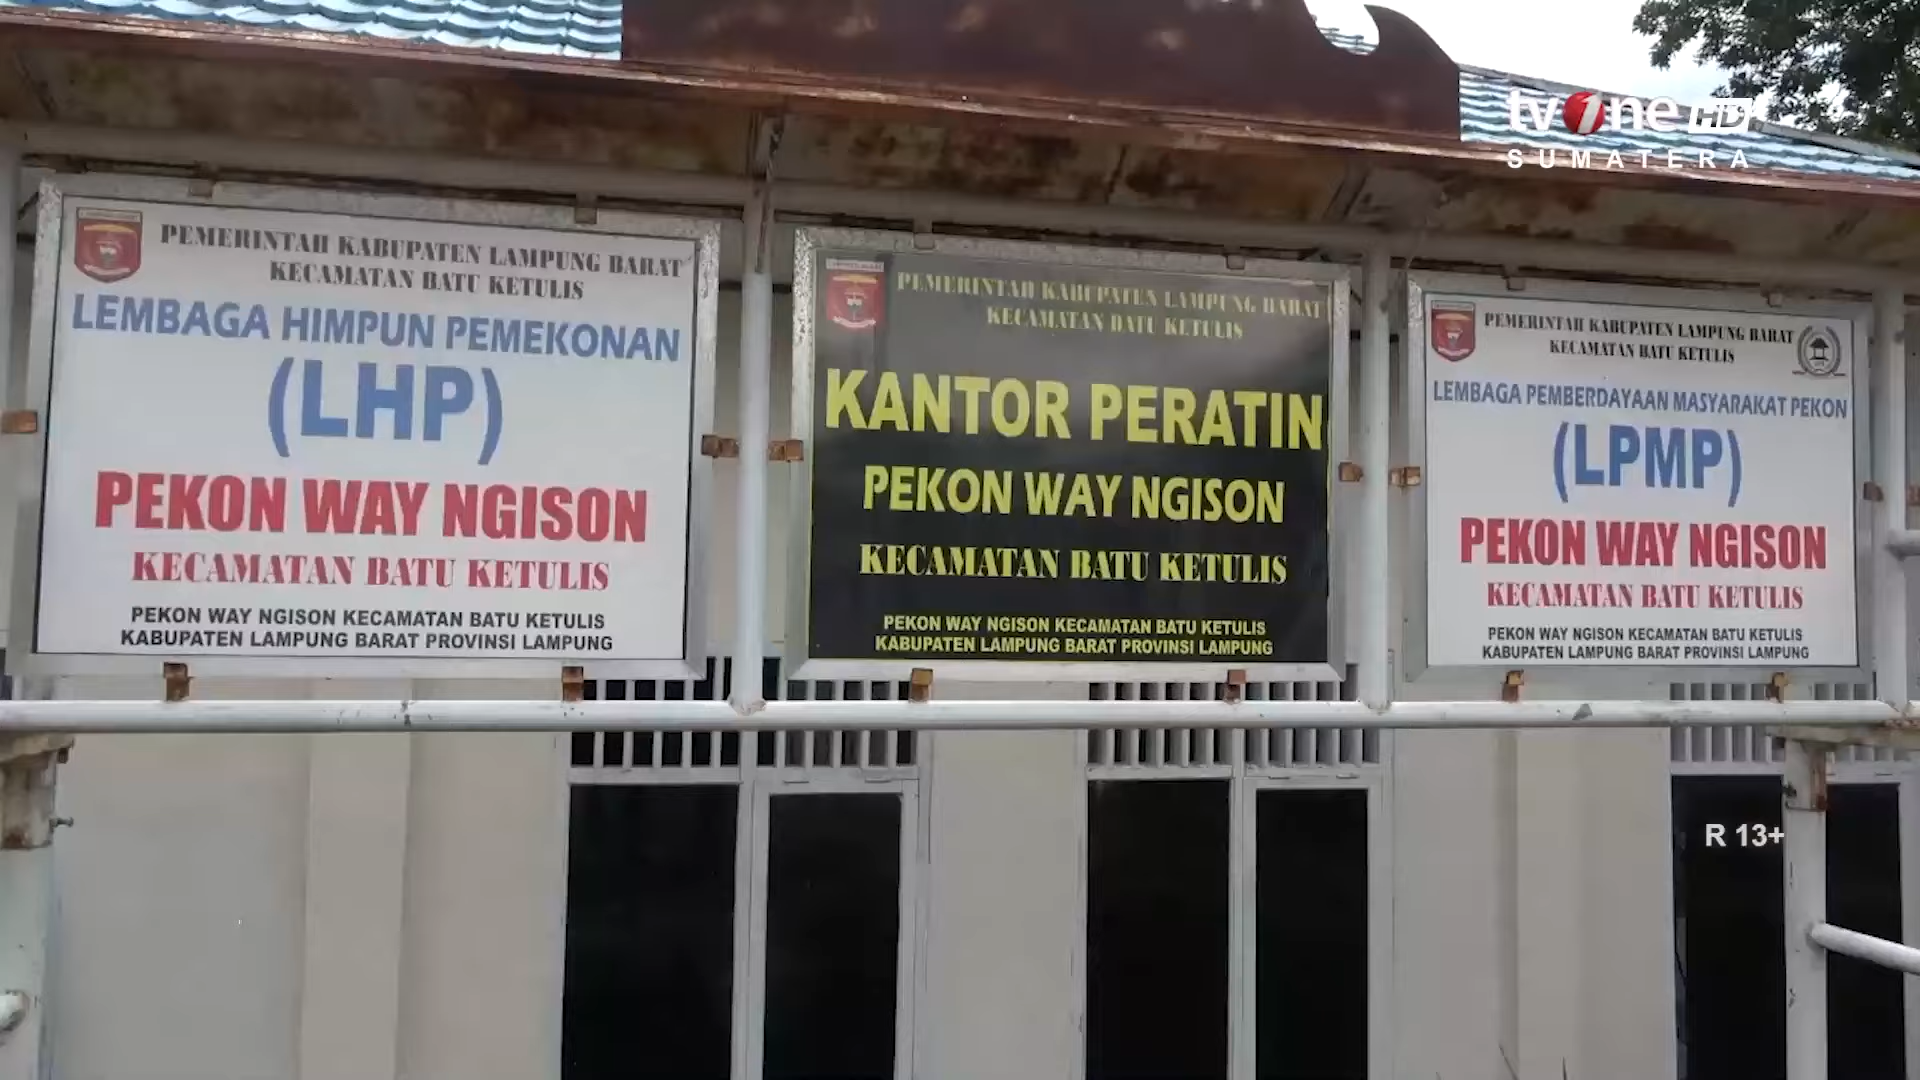 tvOne HD
SUMATERA
PEMERINTAH KABUPATEN LAMPUNG BARAT
KECAMATAN BATU KETULIS
LEMBAGA HIMPUN PEMEKONAN
(LHP)
PEKON WAY NGISON
KECAMATAN BATU KETULIS
PEKON WAY NGISON KECAMATAN BATU KETULIS
KABUPATEN LAMPUNG BARAT PROVINSI LAMPUNG
PEMERINTAH KABUPATEN LAMPUNG BARAT
KECAMATAN BATU KETULIS
KANTOR PERATIN
PEKON WAY NGISON
KECAMATAN BATU KETULIS
PEKON WAY NGISON KECAMATAN BATU KETULIS
KABUPATEN LAMPUNG BARAT PROVINSI LAMPUNG
PEMERINTAH KABUPATEN LAMPUNG BARAT
KECAMATAN BATU KETULIS
LEMBAGA PEMBERDAYAAN MASYARAKAT PEKON
(LPMP)
PEKON WAY NGISON
KECAMATAN BATU KETULIS
PEKON WAY NGISON KECAMATAN BATU KETULIS
KABUPATEN LAMPUNG BARAT PROVINSI LAMPUNG
R 13+